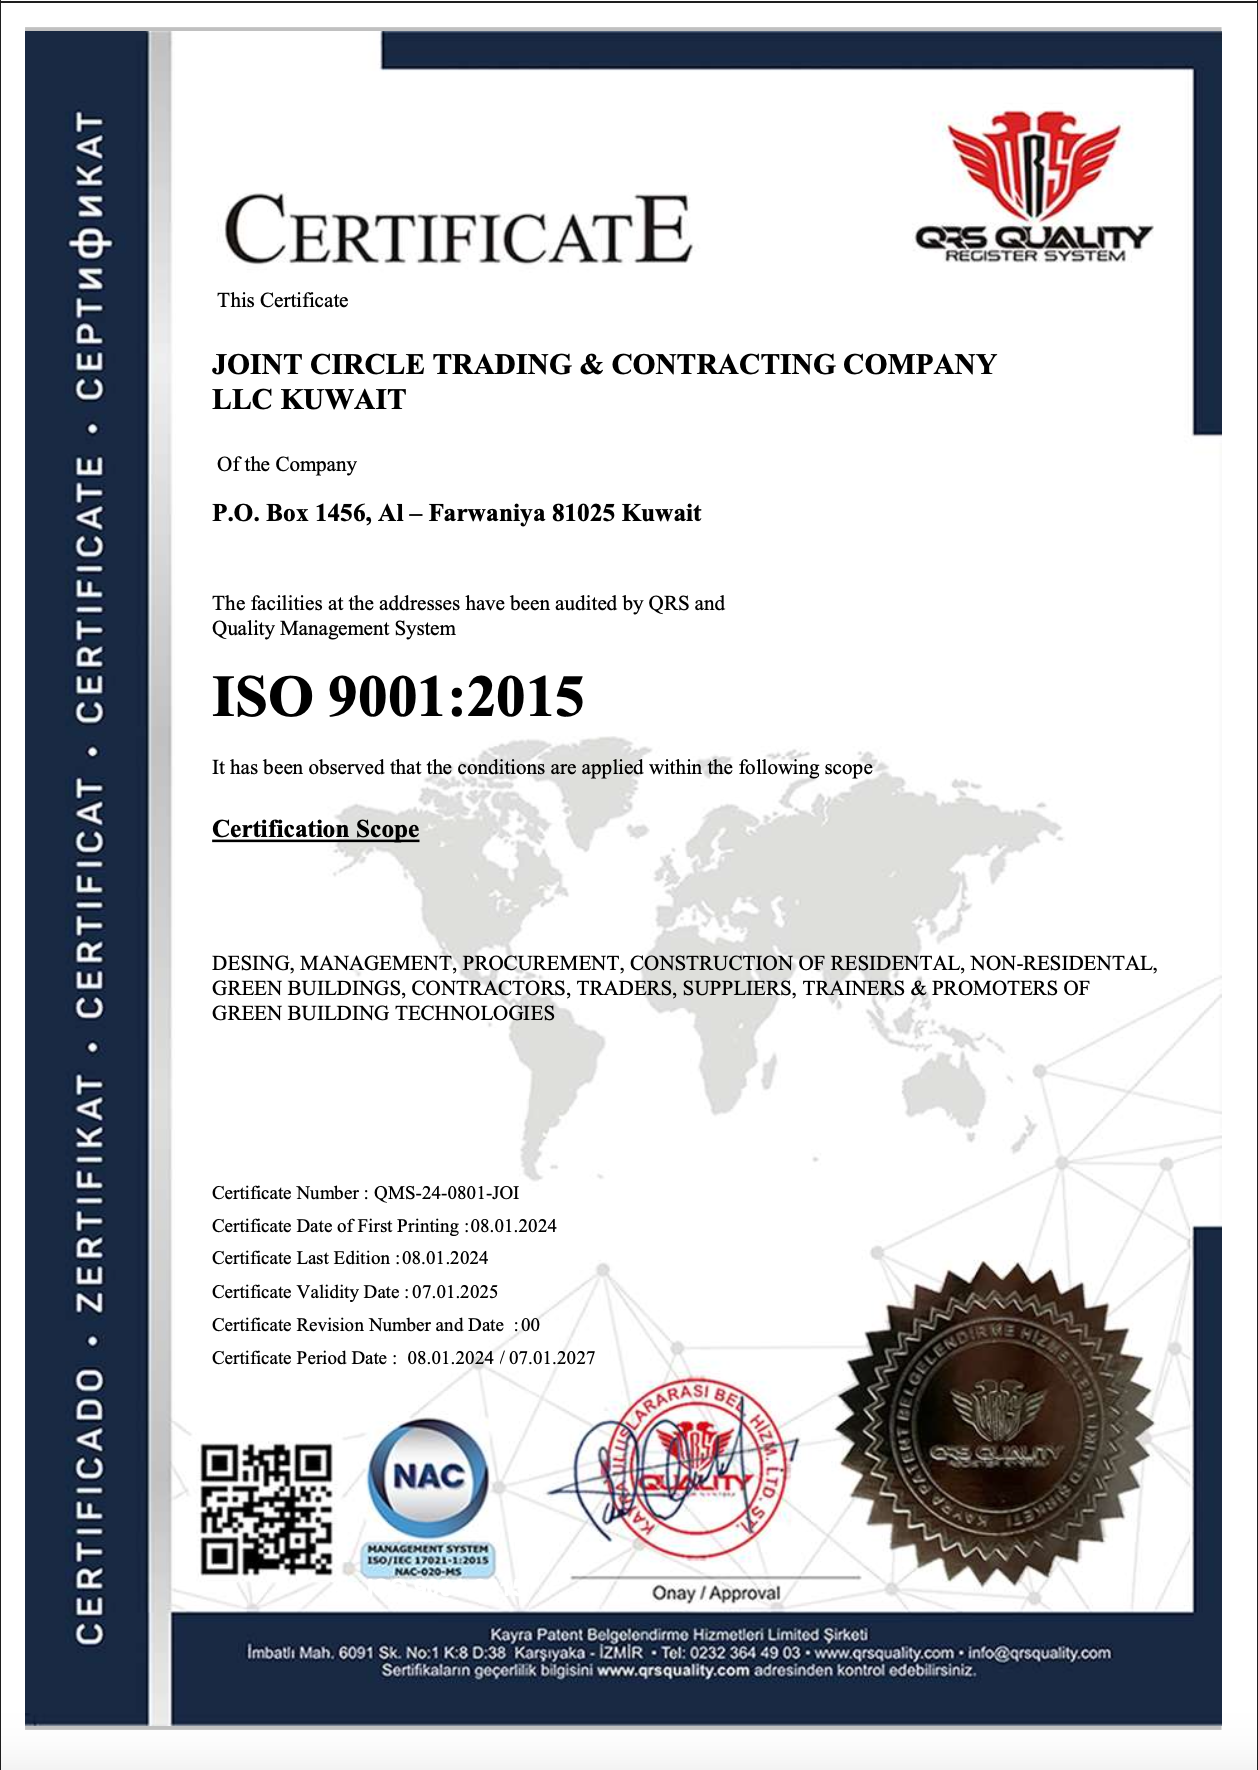 CERTIFICADO • ZERTIFIKAT • CERTIFICAT • CERTIFICATE • СЕРТИФИКАТ
QRS QUALITY
REGISTER SYSTEM
CERTIFICATE
This Certificate
JOINT CIRCLE TRADING & CONTRACTING COMPANY
LLC KUWAIT
Of the Company
P.O. Box 1456, Al – Farwaniya 81025 Kuwait
The facilities at the addresses have been audited by QRS and
Quality Management System
ISO 9001:2015
It has been observed that the conditions are applied within the following scope
Certification Scope
DESING, MANAGEMENT, PROCUREMENT, CONSTRUCTION OF RESIDENTAL, NON-RESIDENTAL,
GREEN BUILDINGS, CONTRACTORS, TRADERS, SUPPLIERS, TRAINERS & PROMOTERS OF
GREEN BUILDING TECHNOLOGIES
Certificate Number : QMS-24-0801-JOI
Certificate Date of First Printing :08.01.2024
Certificate Last Edition :08.01.2024
Certificate Validity Date :07.01.2025
Certificate Revision Number and Date :00
Certificate Period Date : 08.01.2024 / 07.01.2027
NAC
MANAGEMENT SYSTEM
ISO/IEC 17021-1:2015
NAC-020-MS
KAYRA ULUSLARARASI BEL. HİZM. LTD. ŞTİ.
QUALITY
KAYRA PATENT BELGELENDİRME HİZMETLERİ LİMİTED ŞİRKETİ
QRS QUALITY
Onay / Approval
Kayra Patent Belgelendirme Hizmetleri Limited Şirketi
İmbatlı Mah. 6091 Sk. No:1 K:8 D:38 Karşıyaka - İZMİR • Tel: 0232 364 49 03 • www.qrsquality.com • info@qrsquality.com
Sertifikaların geçerlilik bilgisini www.qrsquality.com adresinden kontrol edebilirsiniz.